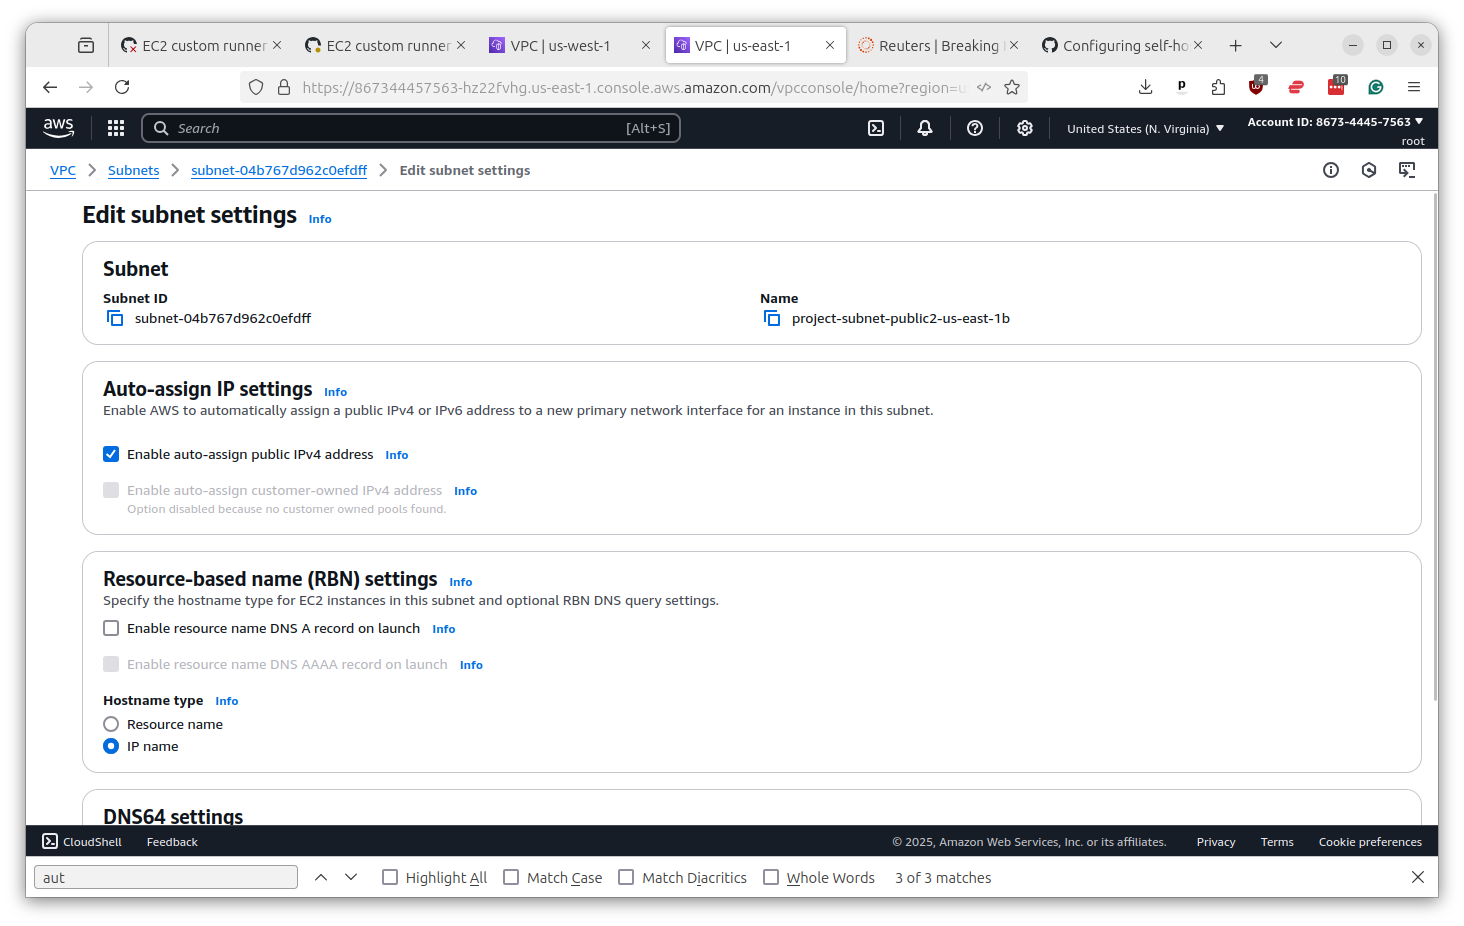 EC2 custom runner
EC2 custom runner
VPC | us-west-1
VPC | us-east-1
Reuters | Breaking
Configuring self-ho
https://867344457563-hz22fvhg.us-east-1.console.aws.amazon.com/vpcconsole/home?region=u
4
10
aws
Search
[Alt+S]
United States (N. Virginia)
Account ID: 8673-4445-7563
root
VPC
Subnets
subnet-04b767d962c0efdff
Edit subnet settings
Edit subnet settings Info
Subnet
Subnet ID
subnet-04b767d962c0efdff
Name
project-subnet-public2-us-east-1b
Auto-assign IP settings Info
Enable AWS to automatically assign a public IPv4 or IPv6 address to a new primary network interface for an instance in this subnet.
Enable auto-assign public IPv4 address Info
Enable auto-assign customer-owned IPv4 address Info
Option disabled because no customer owned pools found.
Resource-based name (RBN) settings Info
Specify the hostname type for EC2 instances in this subnet and optional RBN DNS query settings.
Enable resource name DNS A record on launch Info
Enable resource name DNS AAAA record on launch Info
Hostname type Info
Resource name
IP name
DNS64 settings
CloudShell
Feedback
© 2025, Amazon Web Services, Inc. or its affiliates.
Privacy
Terms
Cookie preferences
aut
Highlight All
Match Case
Match Diacritics
Whole Words
3 of 3 matches